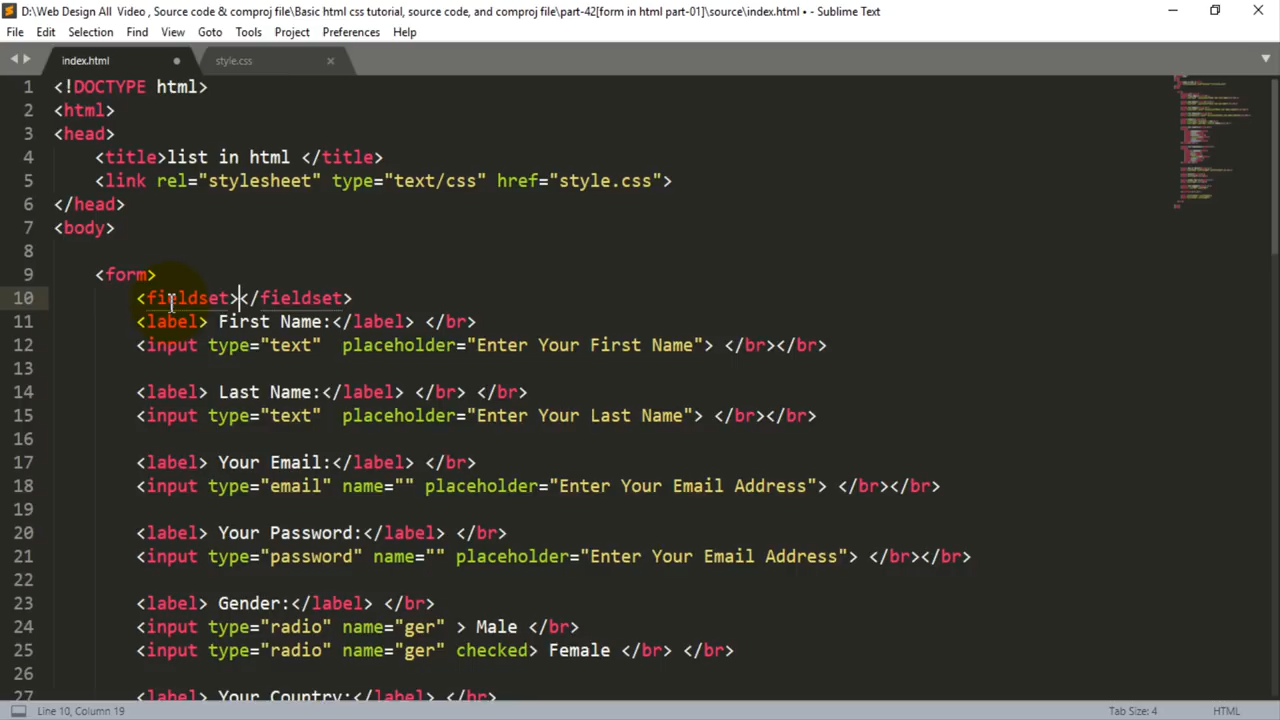 D:\Web Design All Video , Source code & comproj file\Basic html css tutorial, source code, and comproj file\part-42[form in html part-01]\source\index.html • - Sublime Text
File Edit Selection Find View Goto Tools Project Preferences Help
index.html style.css
1 <!DOCTYPE html>
2 <html>
3 <head>
4 <title>list in html </title>
5 <link rel="stylesheet" type="text/css" href="style.css">
6 </head>
7 <body>
8
9 <form>
10 <fieldset></fieldset>
11 <label> First Name:</label> </br>
12 <input type="text"  placeholder="Enter Your First Name"> </br></br>
13
14 <label> Last Name:</label> </br> </br>
15 <input type="text"  placeholder="Enter Your Last Name"> </br></br>
16
17 <label> Your Email:</label> </br>
18 <input type="email" name="" placeholder="Enter Your Email Address"> </br></br>
19
20 <label> Your Password:</label> </br>
21 <input type="password" name="" placeholder="Enter Your Email Address"> </br></br>
22
23 <label> Gender:</label> </br>
24 <input type="radio" name="ger" > Male </br>
25 <input type="radio" name="ger" checked> Female </br> </br>
26
27 <label> Your Country:</label> </br>
Line 10, Column 19 Tab Size: 4 HTML